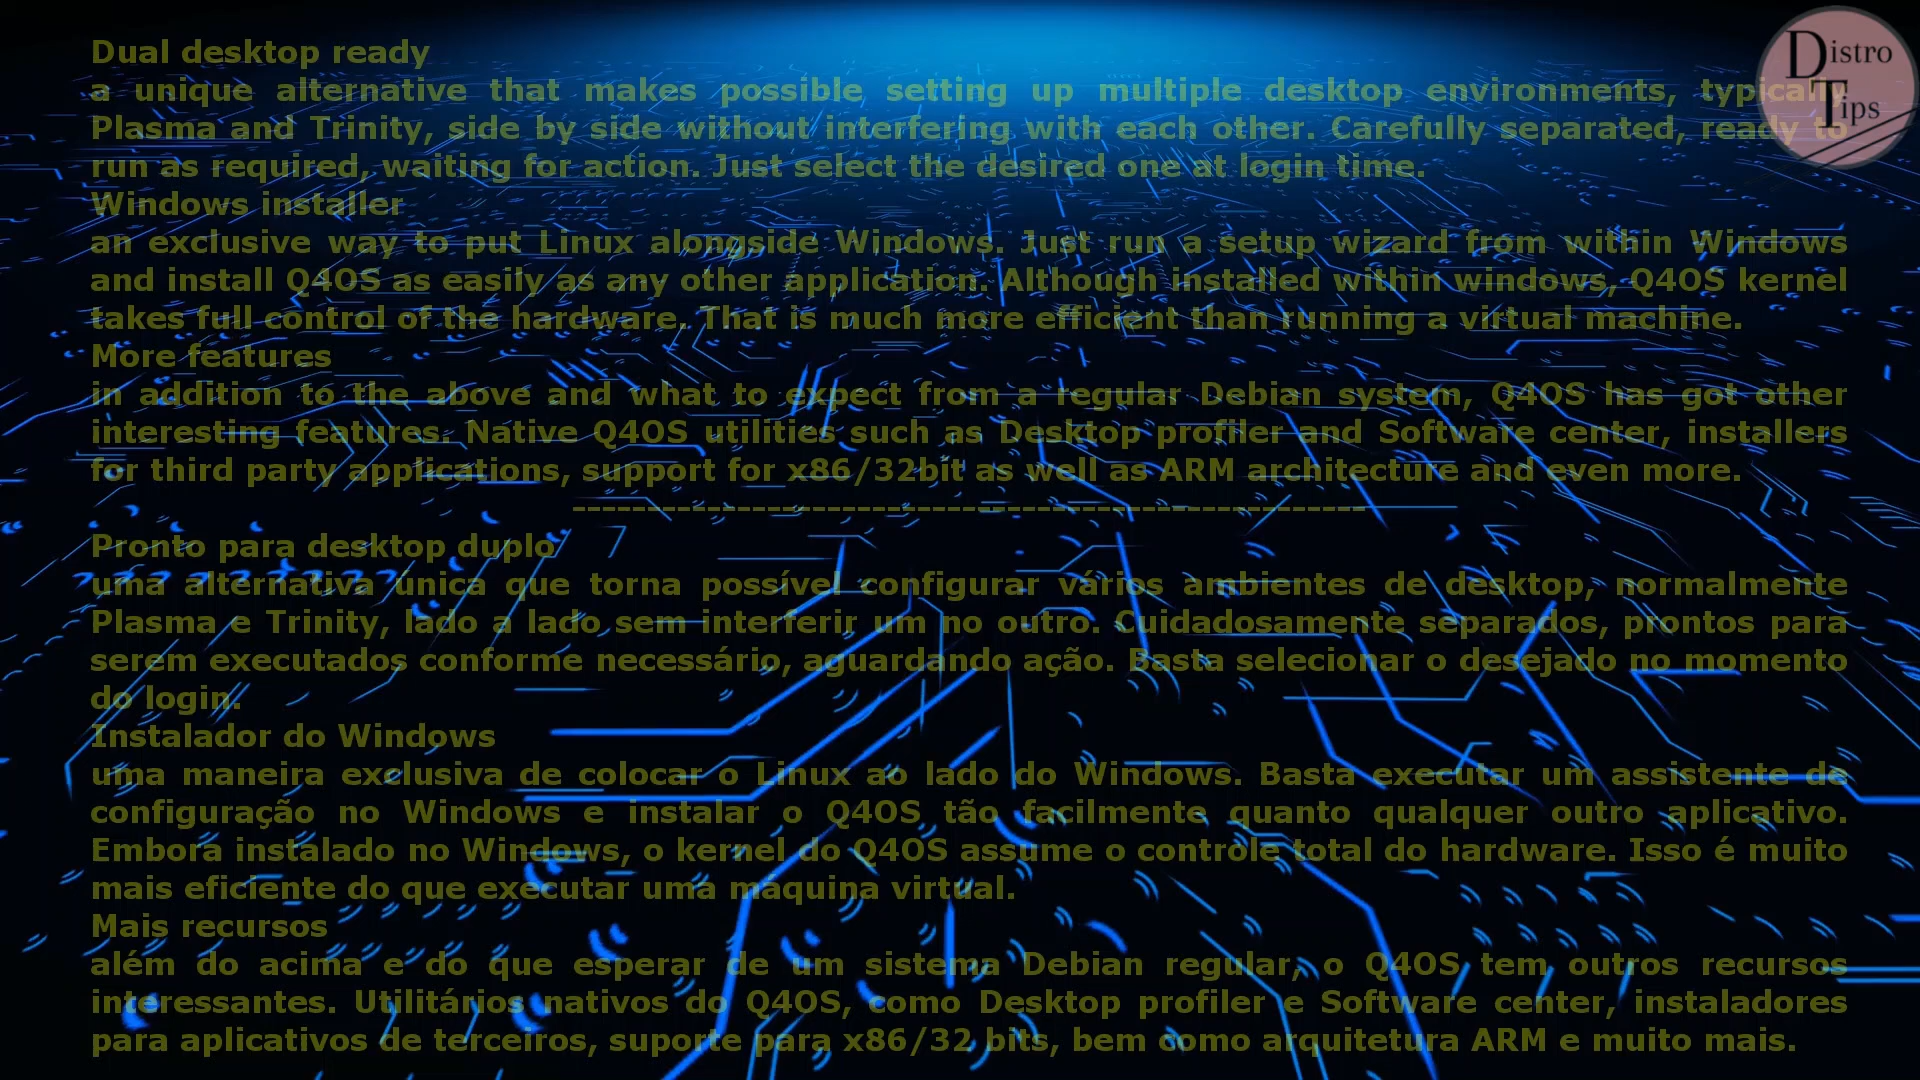 Dual desktop ready
a unique alternative that makes possible setting up multiple desktop environments, typically
Plasma and Trinity, side by side without interfering with each other. Carefully separated, ready to
run as required, waiting for action. Just select the desired one at login time.
Windows installer
an exclusive way to put Linux alongside Windows. Just run a setup wizard from within Windows
and install Q4OS as easily as any other application. Although installed within windows, Q4OS kernel
takes full control of the hardware. That is much more efficient than running a virtual machine.
More features
in addition to the above and what to expect from a regular Debian system, Q4OS has got other
interesting features. Native Q4OS utilities such as Desktop profiler and Software center, installers
for third party applications, support for x86/32bit as well as ARM architecture and even more.
-----------------------------------------------------
Pronto para desktop duplo
uma alternativa única que torna possível configurar vários ambientes de desktop, normalmente
Plasma e Trinity, lado a lado sem interferir um no outro. Cuidadosamente separados, prontos para
serem executados conforme necessário, aguardando ação. Basta selecionar o desejado no momento
do login.
Instalador do Windows
uma maneira exclusiva de colocar o Linux ao lado do Windows. Basta executar um assistente de
configuração no Windows e instalar o Q4OS tão facilmente quanto qualquer outro aplicativo.
Embora instalado no Windows, o kernel do Q4OS assume o controle total do hardware. Isso é muito
mais eficiente do que executar uma máquina virtual.
Mais recursos
além do acima e do que esperar de um sistema Debian regular, o Q4OS tem outros recursos
interessantes. Utilitários nativos do Q4OS, como Desktop profiler e Software center, instaladores
para aplicativos de terceiros, suporte para x86/32 bits, bem como arquitetura ARM e muito mais.
Distro
Tips